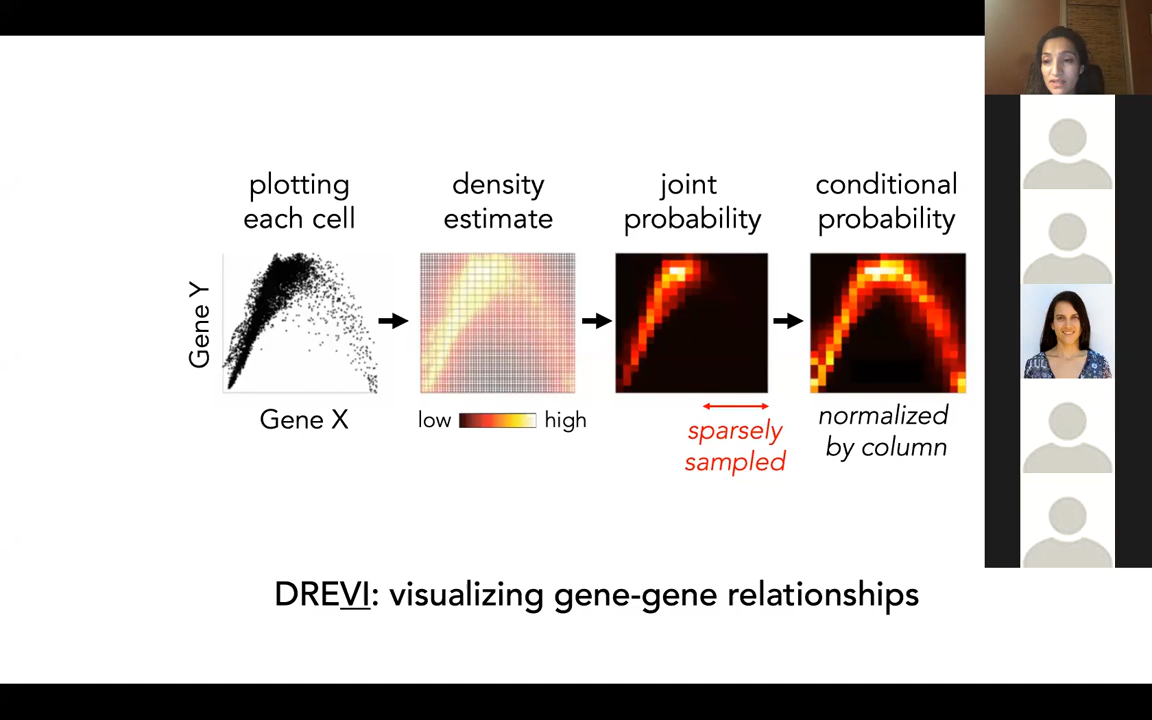 plotting
each cell
density
estimate
joint
probability
conditional
probability
Gene Y
Gene X
low
high
sparsely
sampled
normalized
by column
DREVI: visualizing gene-gene relationships